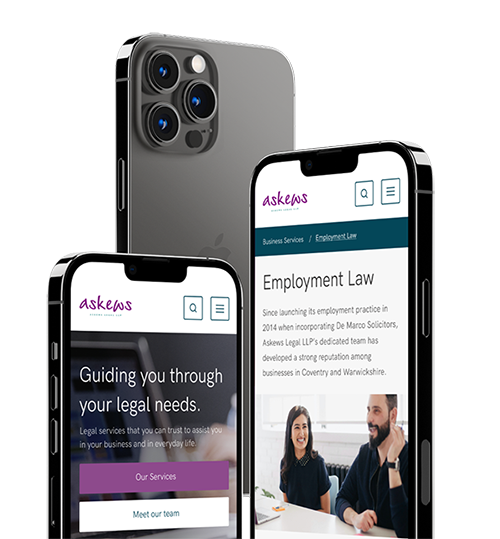 askews
Business Services / Employment Law
Employment Law
Since launching its employment practice in
2014 when incorporating De Marco Solicitors,
Askews Legal LLP's dedicated team has
developed a strong reputation among
businesses in Coventry and Warwickshire.
askews
ASKEWS LEGAL LLP
Guiding you through
your legal needs.
Legal services that you can trust to assist you
in your business and in everyday life.
Our Services
Meet our team